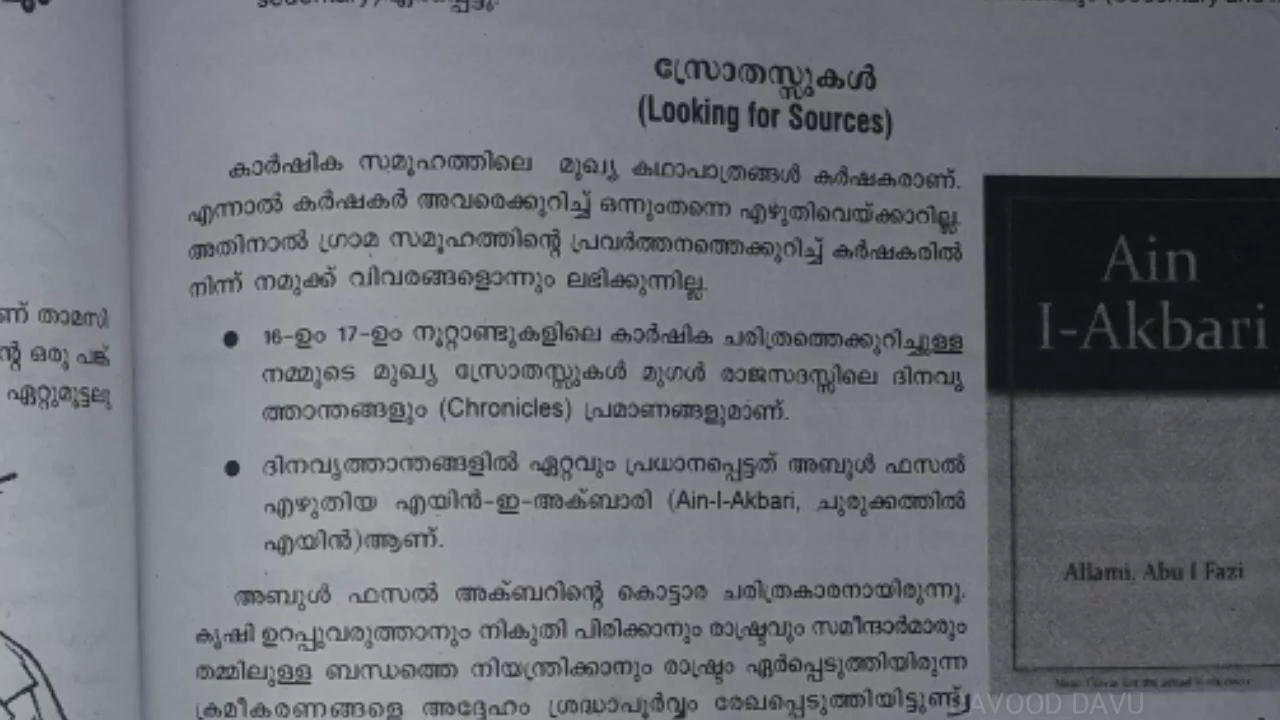 സ്രോതസ്സുകൾ
(Looking for Sources)
കാർഷിക സമൂഹത്തിലെ മുഖ്യ കഥാപാത്രങ്ങൾ കർഷകരാണ്.
എന്നാൽ കർഷകർ അവരെക്കുറിച്ച് ഒന്നുംതന്നെ എഴുതിവെയ്ക്കാറില്ല.
അതിനാൽ ഗ്രാമ സമൂഹത്തിന്റെ പ്രവർത്തനത്തെക്കുറിച്ച് കർഷകരിൽ
നിന്ന് നമുക്ക് വിവരങ്ങളൊന്നും ലഭിക്കുന്നില്ല.
● 16-ഉം 17-ഉം നൂറ്റാണ്ടുകളിലെ കാർഷിക ചരിത്രത്തെക്കുറിച്ചുള്ള
നമ്മുടെ മുഖ്യ സ്രോതസ്സുകൾ മുഗൾ രാജസദസ്സിലെ ദിനവൃ
ത്താന്തങ്ങളും (Chronicles) പ്രമാണങ്ങളുമാണ്.
● ദിനവൃത്താന്തങ്ങളിൽ ഏറ്റവും പ്രധാനപ്പെട്ടത് അബുൾ ഫസൽ
എഴുതിയ എയിൻ-ഇ-അക്ബാരി (Ain-I-Akbari, ചുരുക്കത്തിൽ
എയിൻ)ആണ്.
അബുൾ ഫസൽ അക്ബറിന്റെ കൊട്ടാര ചരിത്രകാരനായിരുന്നു.
കൃഷി ഉറപ്പുവരുത്താനും നികുതി പിരിക്കാനും രാഷ്ട്രവും സമീന്ദാർമാരും
തമ്മിലുള്ള ബന്ധത്തെ നിയന്ത്രിക്കാനും രാഷ്ട്രം ഏർപ്പെടുത്തിയിരുന്ന
ക്രമീകരണങ്ങളെ അദ്ദേഹം ശ്രദ്ധാപൂർവ്വം രേഖപ്പെടുത്തിയിട്ടുണ്ട്
Ain
I-Akbari
Allami, Abu l Fazi
ണ് താമസി
ന്റ ഒരു പങ്ക്
ഏറ്റുമുട്ടലു
JAVOOD DAVU